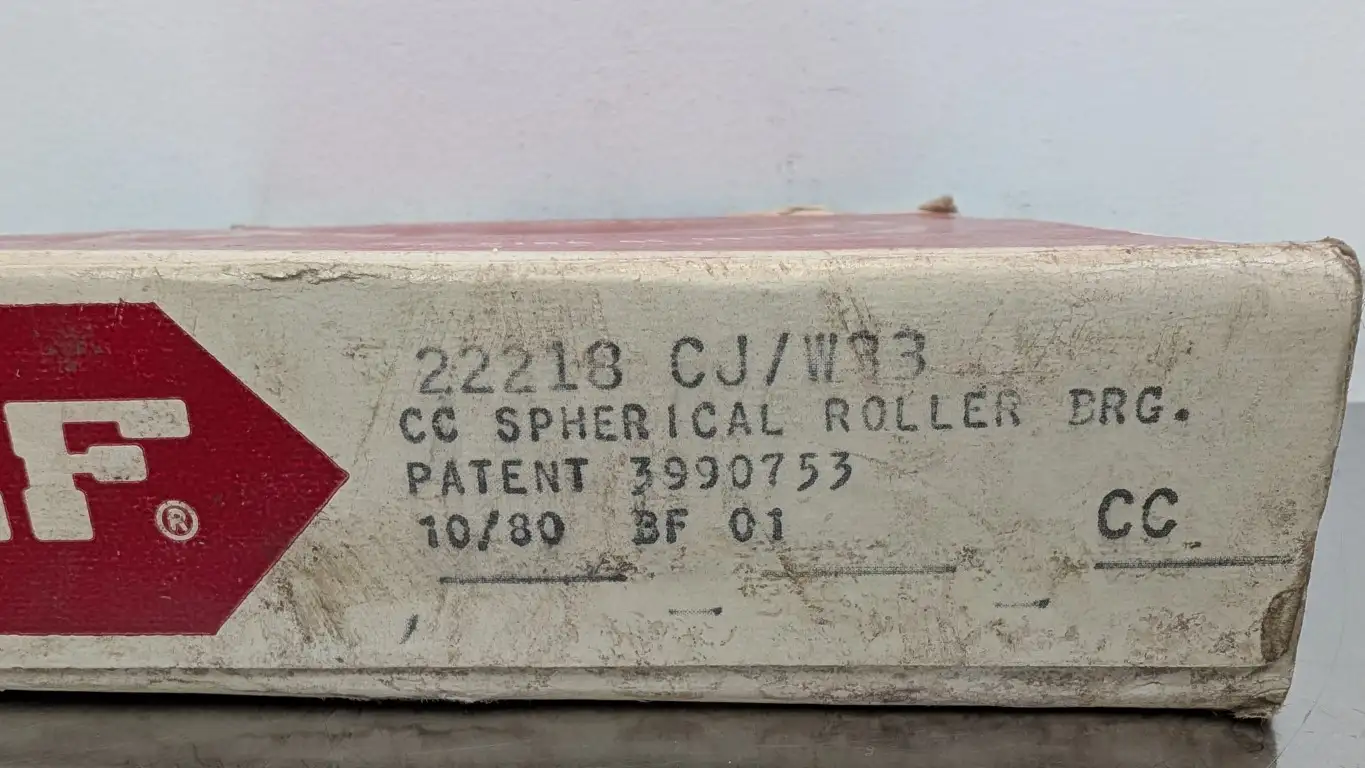 F®
22218 CJ/W33
CC SPHERICAL ROLLER BRG.
PATENT 3990753
10/80 BF 01
CC